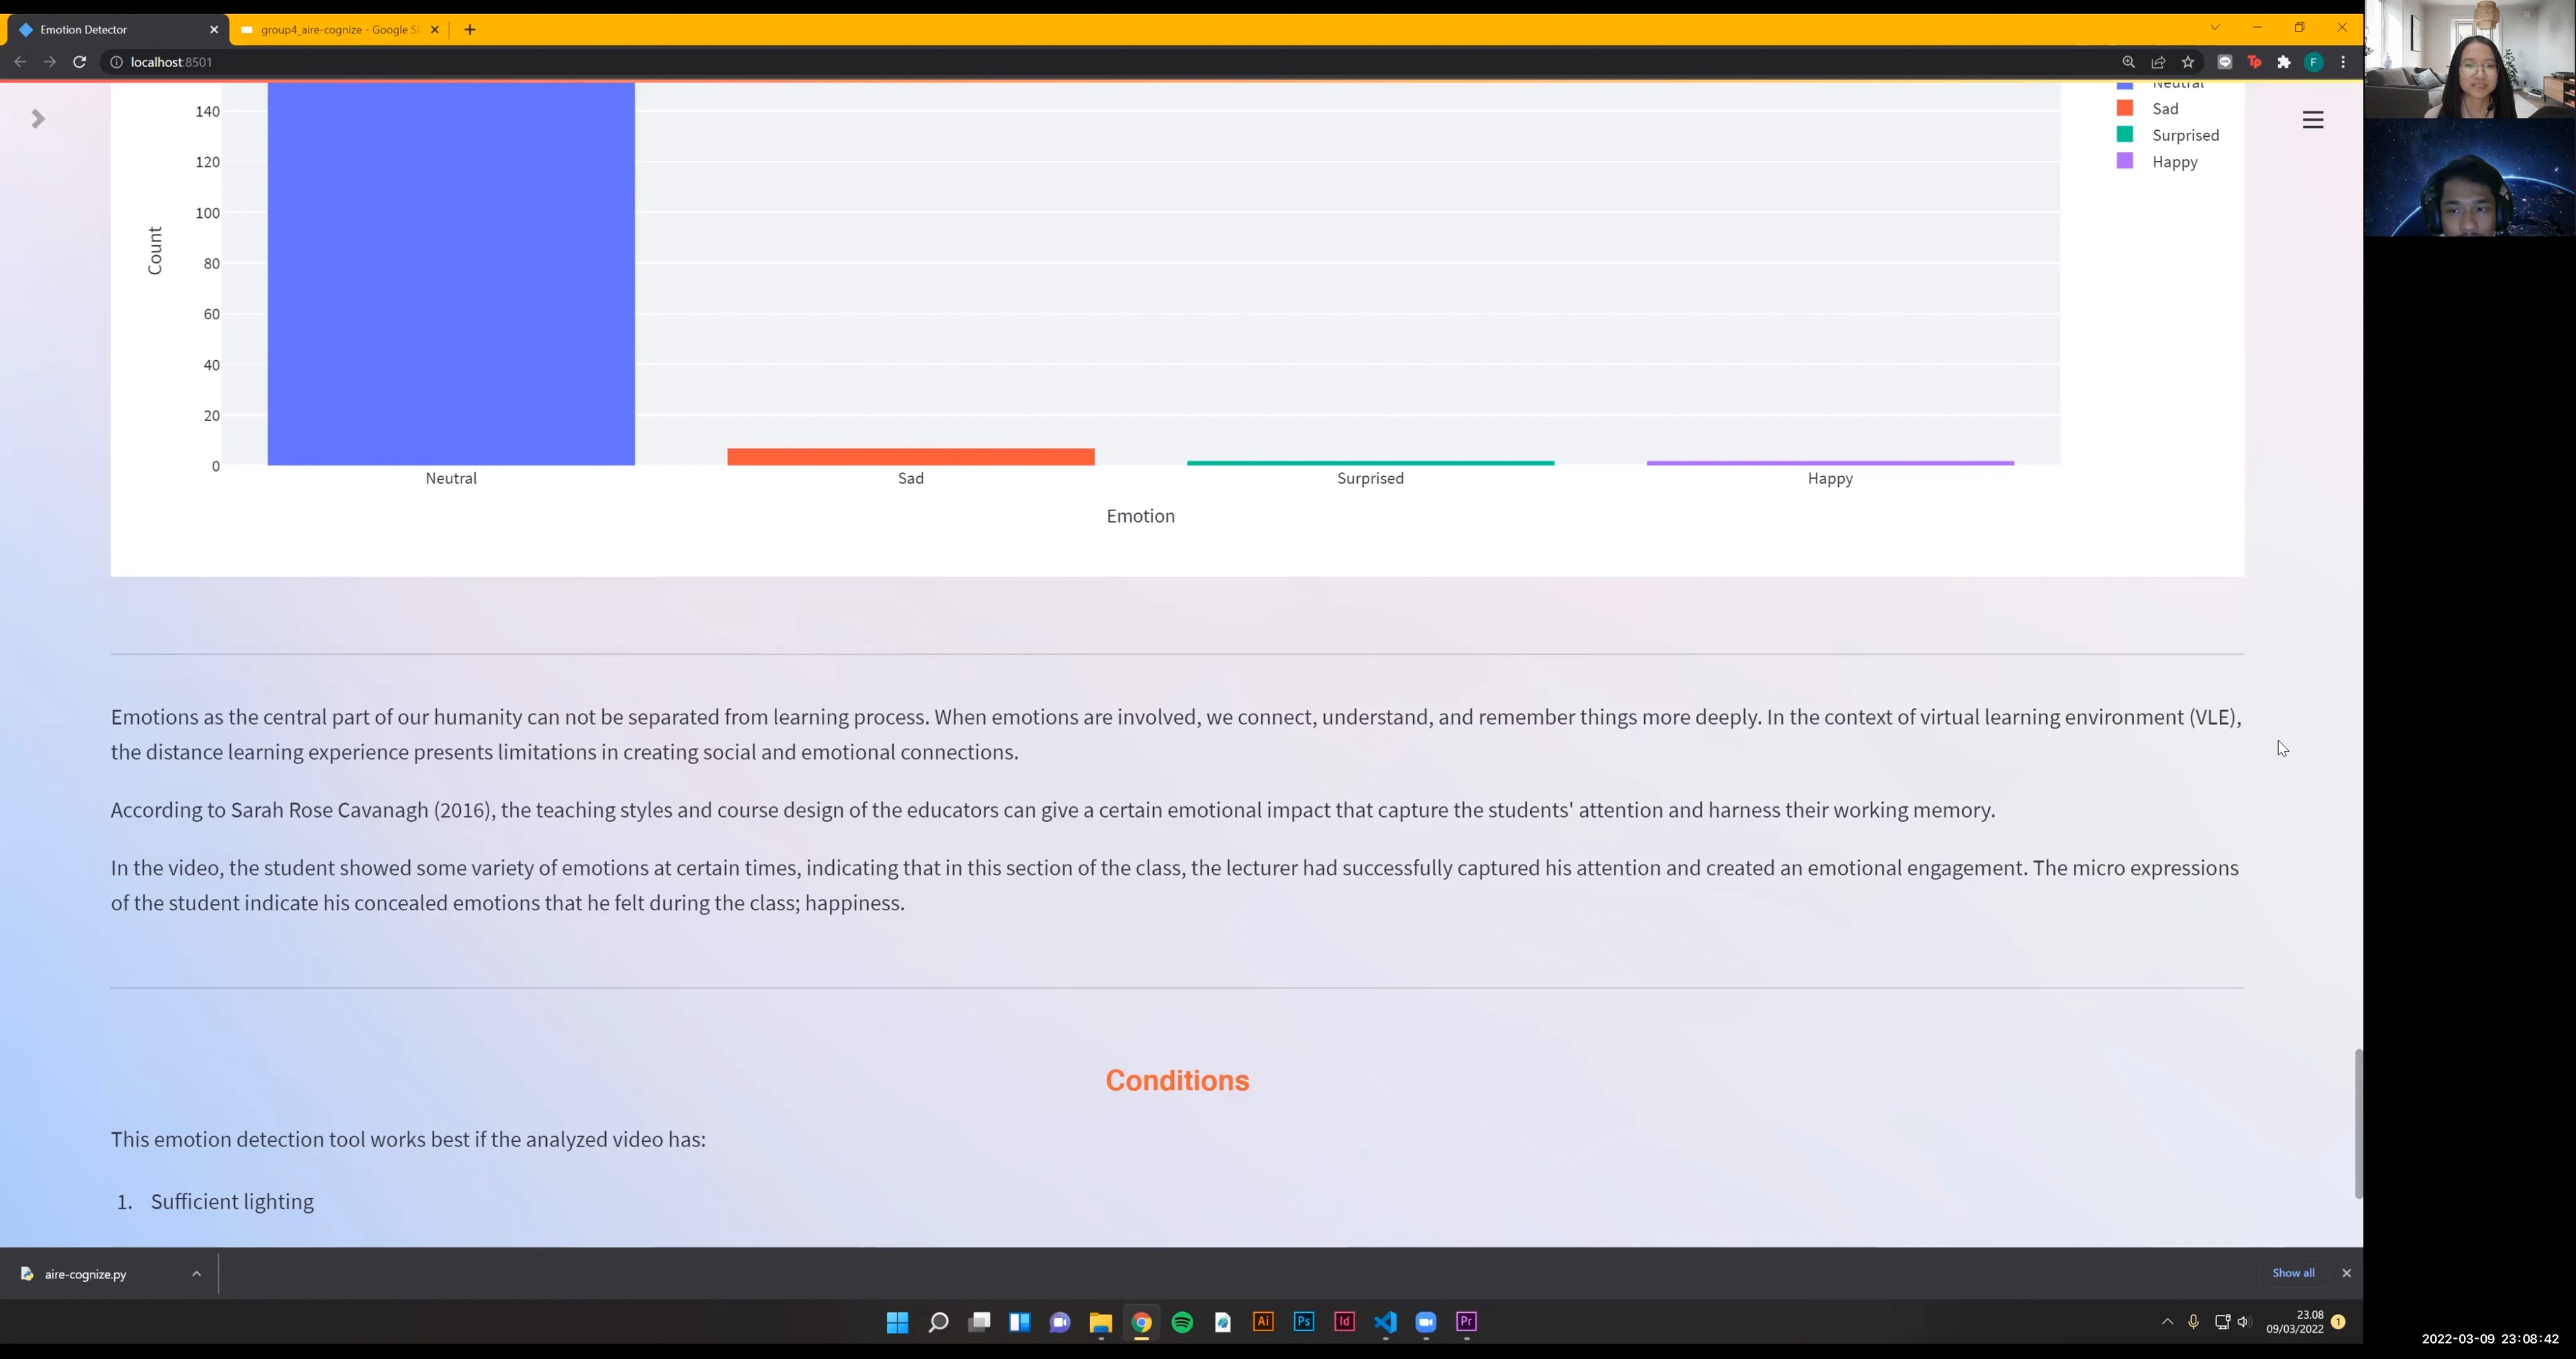 Emotion Detector
group4_aire-cognize - Google Sl
localhost:8501
F
140
120
100
80
60
40
20
0
Count
Neutral
Sad
Surprised
Happy
Emotion
Neutral
Sad
Surprised
Happy
Emotions as the central part of our humanity can not be separated from learning process. When emotions are involved, we connect, understand, and remember things more deeply. In the context of virtual learning environment (VLE),
the distance learning experience presents limitations in creating social and emotional connections.
According to Sarah Rose Cavanagh (2016), the teaching styles and course design of the educators can give a certain emotional impact that capture the students' attention and harness their working memory.
In the video, the student showed some variety of emotions at certain times, indicating that in this section of the class, the lecturer had successfully captured his attention and created an emotional engagement. The micro expressions
of the student indicate his concealed emotions that he felt during the class; happiness.
Conditions
This emotion detection tool works best if the analyzed video has:
1. Sufficient lighting
aire-cognize.py
Show all
Ai
Ps
Id
Pr
23.08
09/03/2022
1
2022-03-09 23:08:42